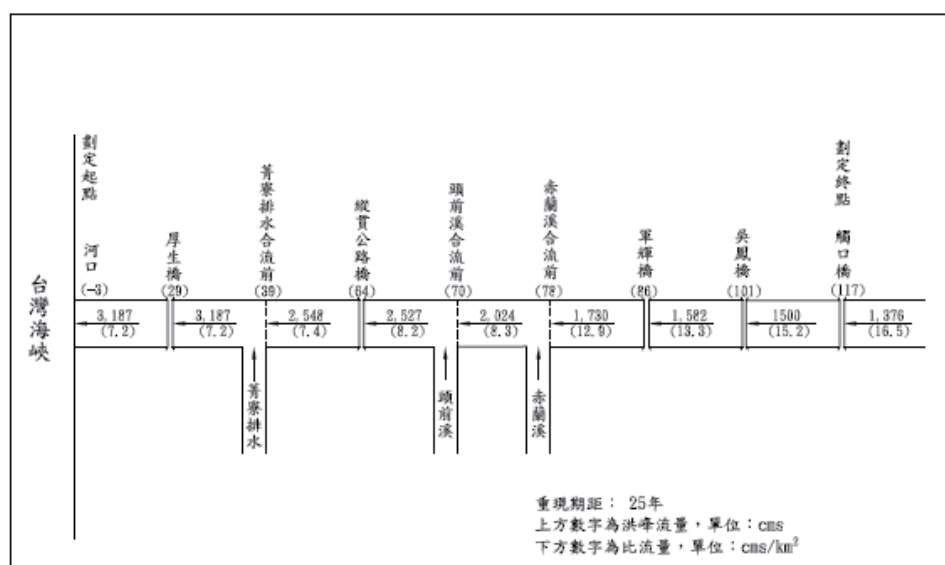 台灣海峽
劃定起點 河口
(-3)
厚生橋
(29)
菁寮排水合流前
(39)
縱貫公路橋
(64)
頭前溪合流前
(70)
赤蘭溪合流前
(78)
軍輝橋
(86)
吳鳳橋
(101)
劃定終點 觸口橋
(117)
3,187
(7.2)
3,187
(7.2)
2,548
(7.4)
2,527
(8.2)
2,024
(8.3)
1,730
(12.9)
1,582
(13.3)
1500
(15.2)
1,376
(16.5)
菁寮排水
頭前溪
赤蘭溪
重現期距: 25年
上方數字為洪峰流量,單位:cms
下方數字為比流量,單位:cms/km²